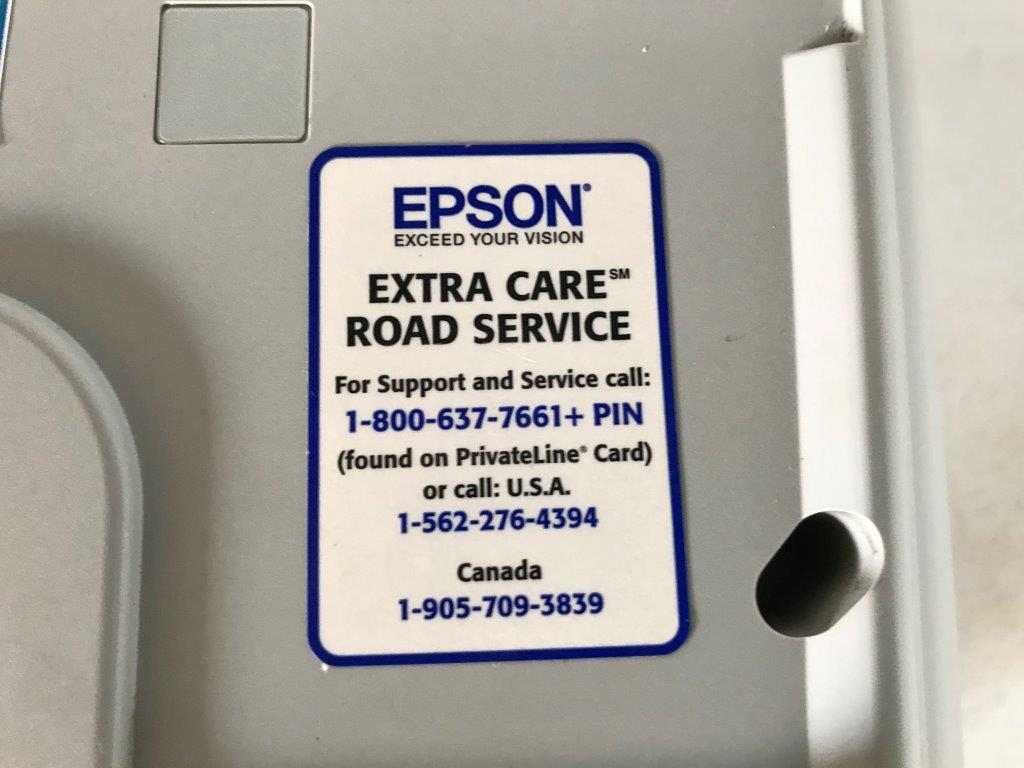 EPSON®
EXCEED YOUR VISION
EXTRA CARE℠
ROAD SERVICE
For Support and Service call:
1-800-637-7661+ PIN
(found on PrivateLine® Card)
or call: U.S.A.
1-562-276-4394
Canada
1-905-709-3839